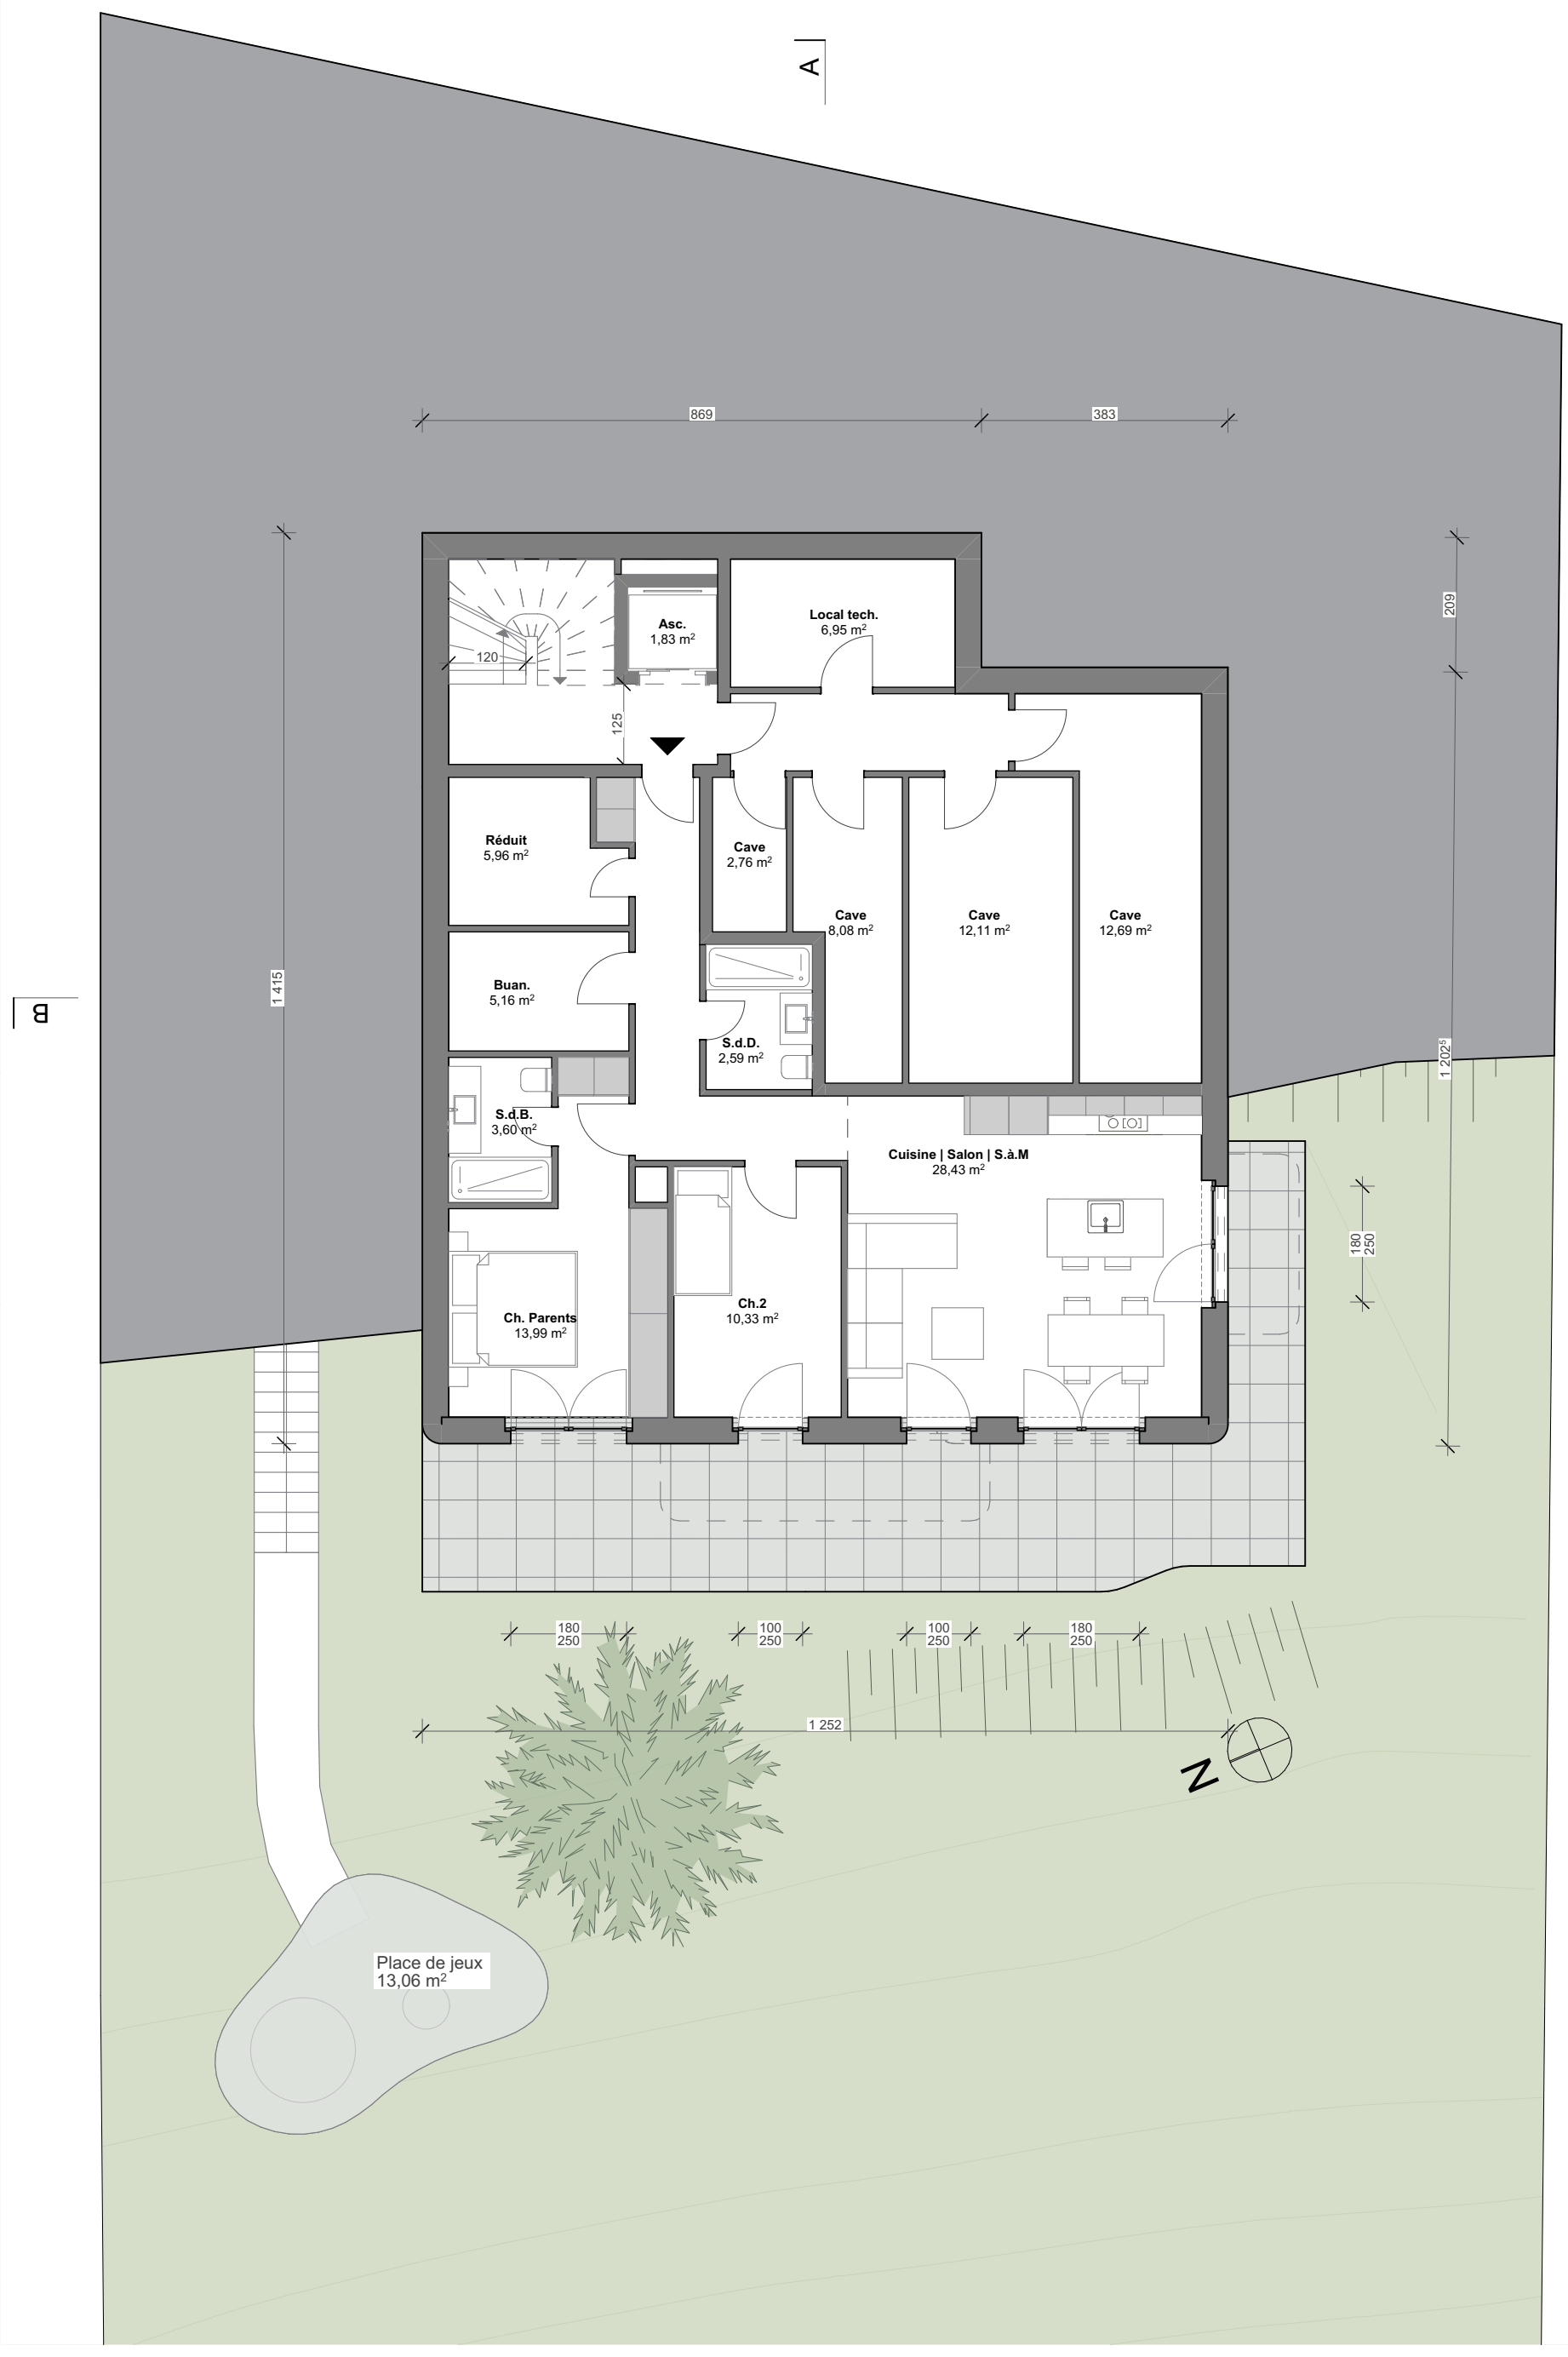 A
869
383
209
Local tech.
6,95 m²
Asc.
1,83 m²
120
125
Réduit
5,96 m²
Cave
2,76 m²
Cave
8,08 m²
Cave
12,11 m²
Cave
12,69 m²
1 415
Buan.
5,16 m²
B
S.d.D.
2,59 m²
1 202⁵
S.d.B.
3,60 m²
Cuisine | Salon | S.à.M
28,43 m²
180
250
Ch. Parents
13,99 m²
Ch.2
10,33 m²
180
250
100
250
100
250
180
250
1 252
N
Place de jeux
13,06 m²